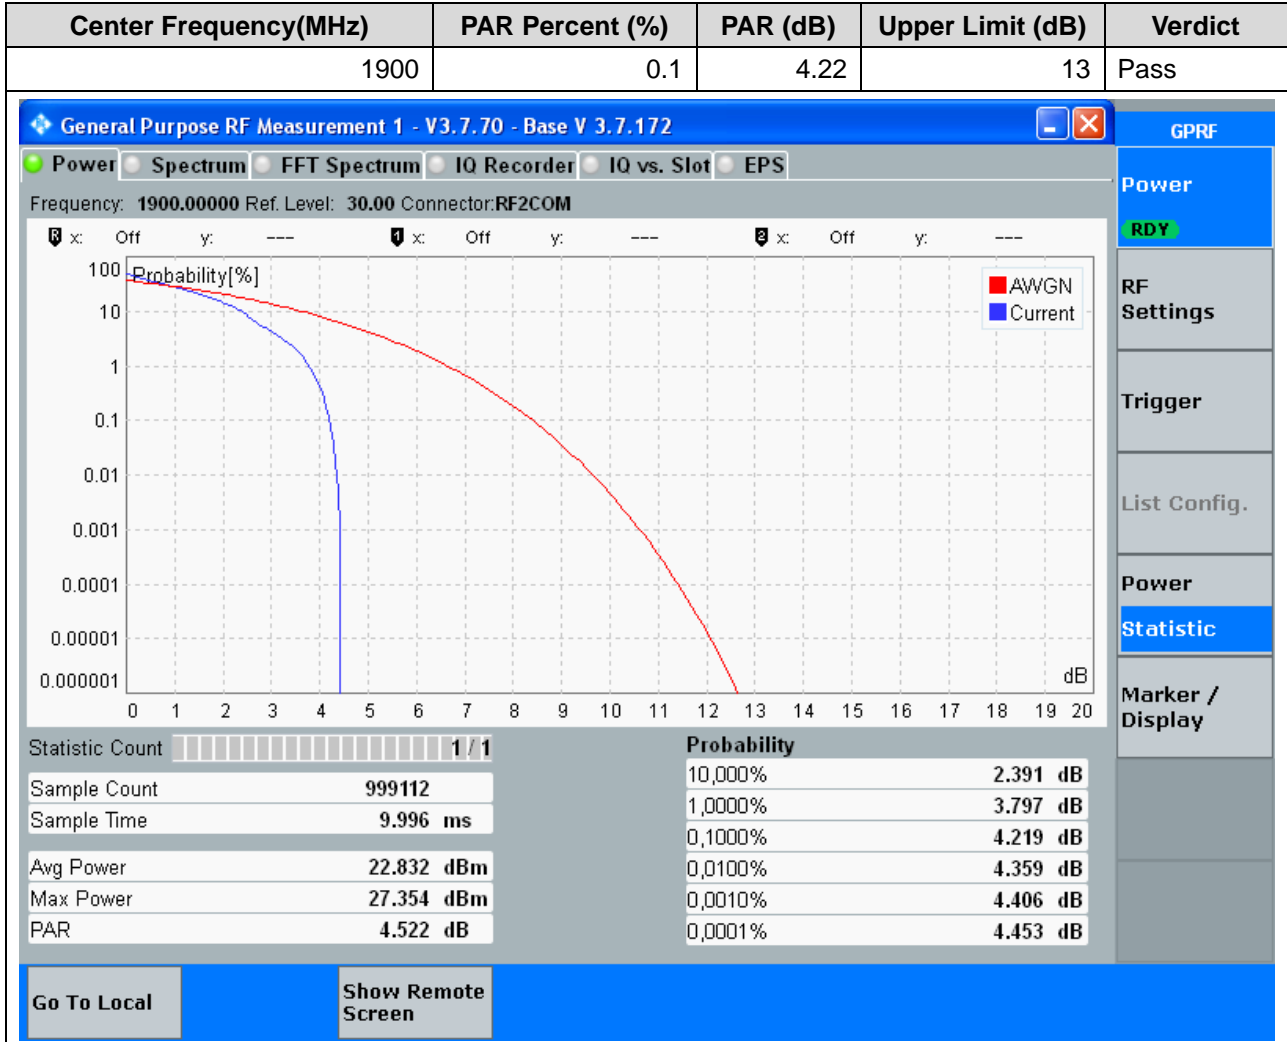 Center Frequency(MHz) PAR Percent (%) PAR (dB) Upper Limit (dB) Verdict
1900 0.1 4.22 13 Pass
General Purpose RF Measurement 1 - V3.7.70 - Base V 3.7.172
GPRF
Power Spectrum FFT Spectrum IQ Recorder IQ vs. Slot EPS
Frequency: 1900.00000 Ref. Level: 30.00 Connector:RF2COM
R x: Off y: --- 1 x: Off y: --- 2 x: Off y: ---
Probability[%]
100
10
1
0.1
0.01
0.001
0.0001
0.00001
0.000001
AWGN
Current
dB
0 1 2 3 4 5 6 7 8 9 10 11 12 13 14 15 16 17 18 19 20
Statistic Count 1 / 1
Sample Count 999112
Sample Time 9.996 ms
Avg Power 22.832 dBm
Max Power 27.354 dBm
PAR 4.522 dB
Probability
10,000% 2.391 dB
1,0000% 3.797 dB
0,1000% 4.219 dB
0,0100% 4.359 dB
0,0010% 4.406 dB
0,0001% 4.453 dB
Power
RDY
RF
Settings
Trigger
List Config.
Power
Statistic
Marker /
Display
Go To Local
Show Remote
Screen